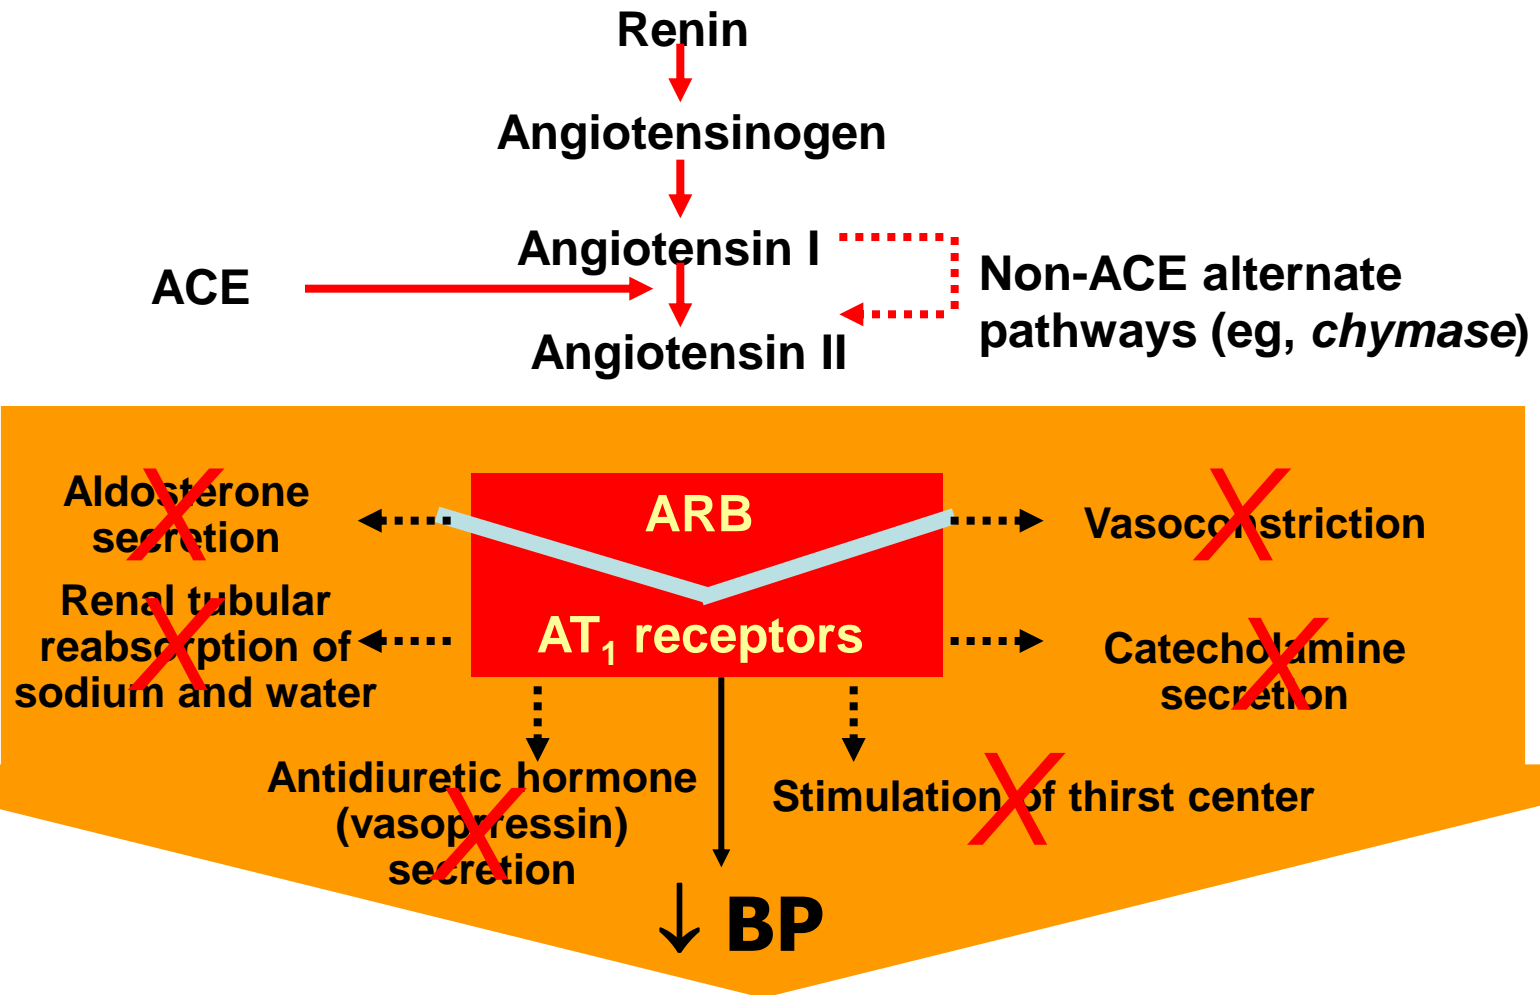 Renin
Angiotensinogen
Angiotensin I
ACE
Non-ACE alternate
pathways (eg, chymase)
Angiotensin II
Aldosterone
secretion
ARB
Vasoconstriction
Renal tubular
reabsorption of
sodium and water
AT1 receptors
Catecholamine
secretion
Antidiuretic hormone
(vasoprressin)
secretion
Stimulation of thirst center
↓ BP